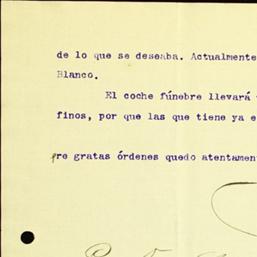 de lo que se deseaba. Actualmente
Blanco.
El coche fúnebre llevará
finos, por que las que tiene ya e
re gratas órdenes quedo atentamen